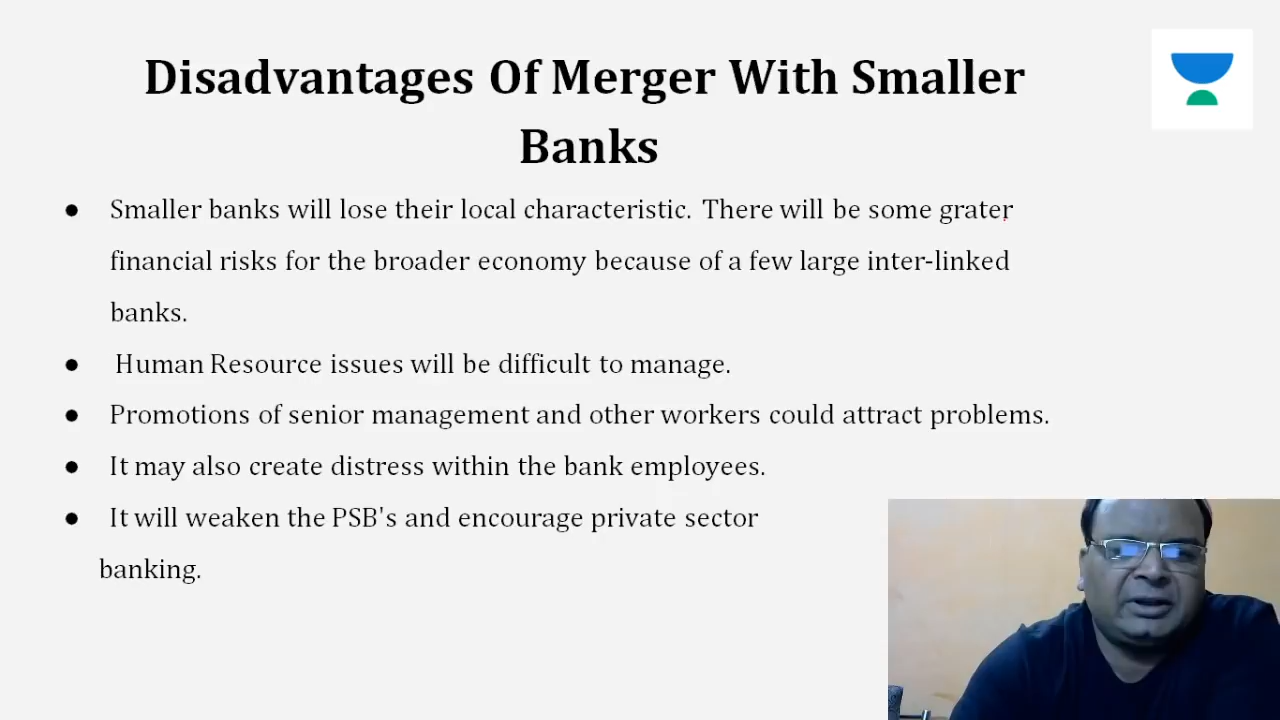 Disadvantages Of Merger With Smaller
Banks
● Smaller banks will lose their local characteristic. There will be some grater
financial risks for the broader economy because of a few large inter-linked
banks.
● Human Resource issues will be difficult to manage.
● Promotions of senior management and other workers could attract problems.
● It may also create distress within the bank employees.
● It will weaken the PSB's and encourage private sector
banking.